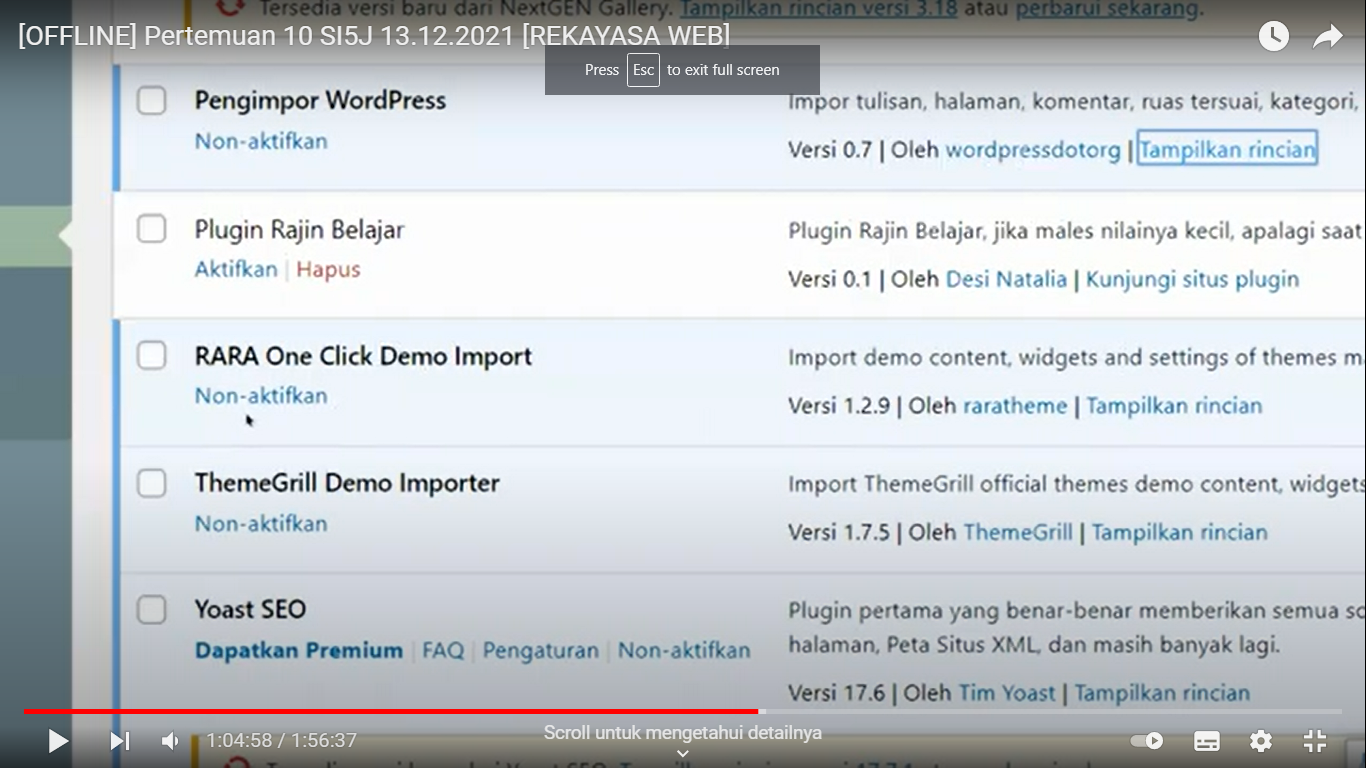 Tersedia versi baru dari NextGEN Gallery. Tampilkan rincian versi 3.18 atau perbarui sekarang.
[OFFLINE] Pertemuan 10 SI5J 13.12.2021 [REKAYASA WEB]
Press Esc to exit full screen
Pengimpor WordPress
Impor tulisan, halaman, komentar, ruas tersuai, kategori,
Non-aktifkan
Versi 0.7 | Oleh wordpressdotorg | Tampilkan rincian
Plugin Rajin Belajar
Plugin Rajin Belajar, jika males nilainya kecil, apalagi saat
Aktifkan | Hapus
Versi 0.1 | Oleh Desi Natalia | Kunjungi situs plugin
RARA One Click Demo Import
Import demo content, widgets and settings of themes m
Non-aktifkan
Versi 1.2.9 | Oleh raratheme | Tampilkan rincian
ThemeGrill Demo Importer
Import ThemeGrill official themes demo content, widgets
Non-aktifkan
Versi 1.7.5 | Oleh ThemeGrill | Tampilkan rincian
Yoast SEO
Plugin pertama yang benar-benar memberikan semua so
Dapatkan Premium | FAQ | Pengaturan | Non-aktifkan
halaman, Peta Situs XML, dan masih banyak lagi.
Versi 17.6 | Oleh Tim Yoast | Tampilkan rincian
Scroll untuk mengetahui detailnya
1:04:58 / 1:56:37